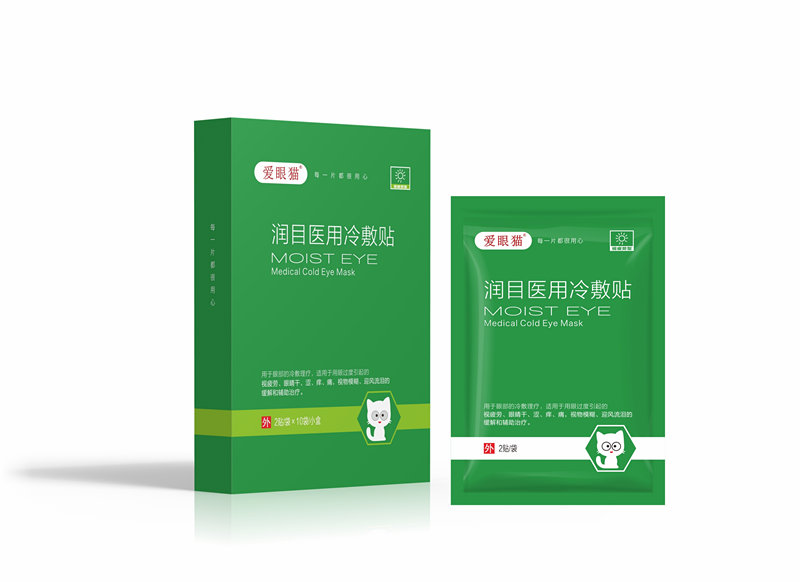 爱眼猫®
每一片都很用心
润目医用冷敷贴
MOIST EYE
Medical Cold Eye Mask
用于眼部的冷敷理疗，适用于用眼过度引起的
视疲劳、眼睛干、涩、痒、痛，视物模糊、迎风流泪的
缓解和辅助治疗。
外 2贴/袋×10袋/小盒
每一片都很用心
爱眼猫®
每一片都很用心
润目医用冷敷贴
MOIST EYE
Medical Cold Eye Mask
用于眼部的冷敷理疗，适用于用眼过度引起的
视疲劳、眼睛干、涩、痒、痛，视物模糊、迎风流泪的
缓解和辅助治疗。
外 2贴/袋